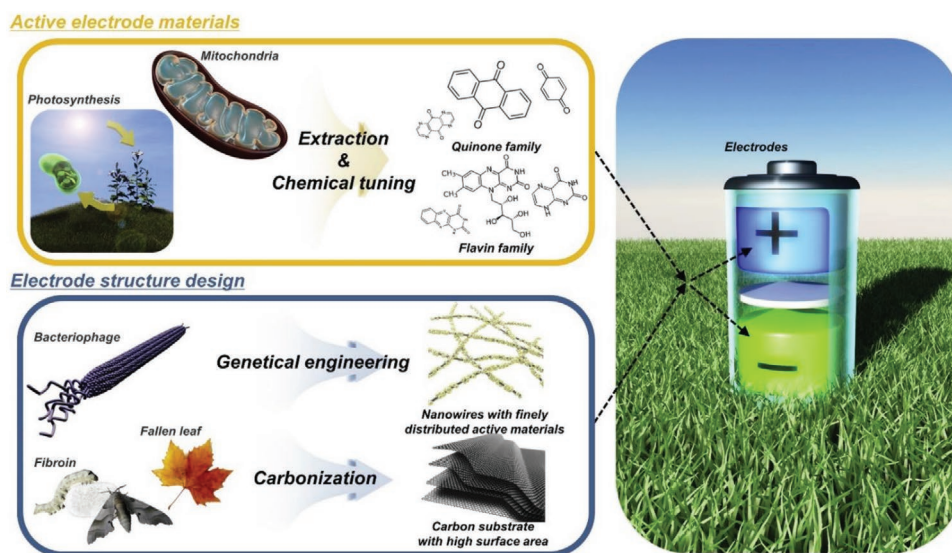 Active electrode materials
Mitochondria
Photosynthesis
Extraction
&
Chemical tuning
Quinone family
Flavin family
Electrode structure design
Bacteriophage
Genetical engineering
Nanowires with finely
distributed active materials
Fallen leaf
Fibroin
Carbonization
Carbon substrate
with high surface area
Electrodes
+
−